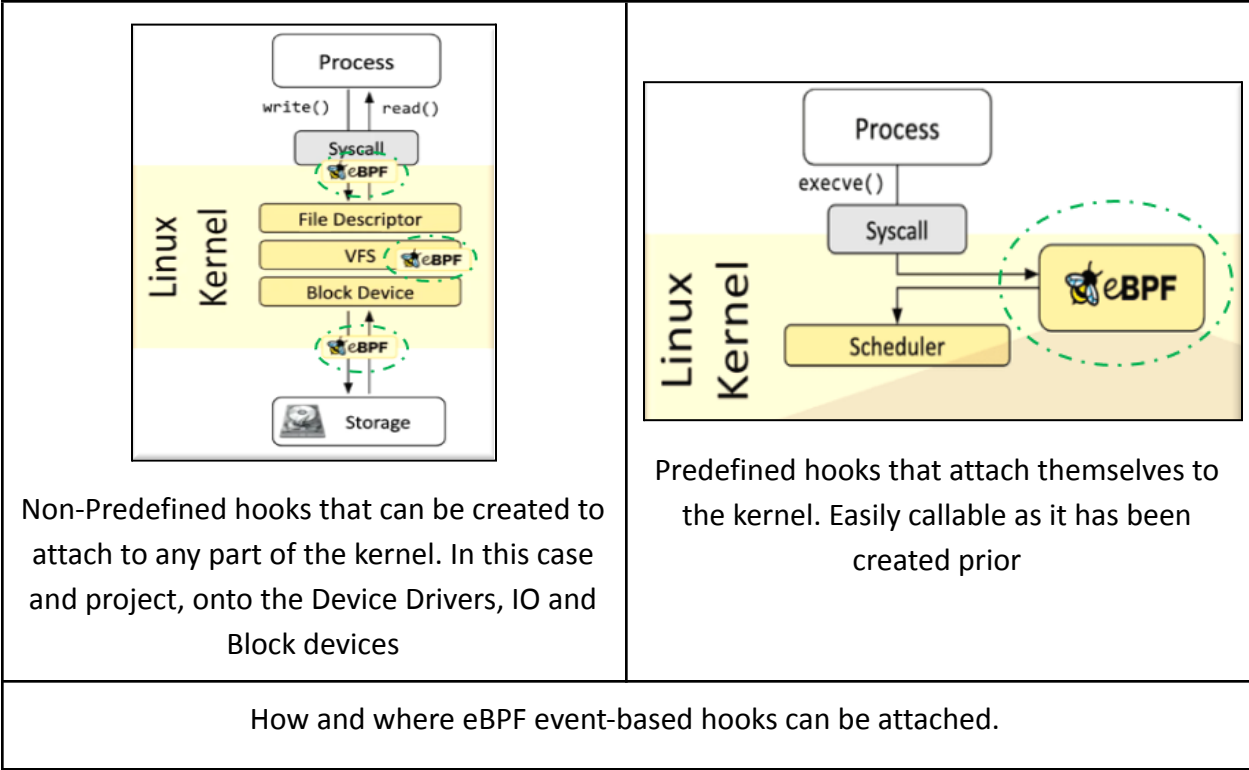 Process
write()
read()
Syscall
eBPF
Linux
Kernel
File Descriptor
VFS
eBPF
Block Device
eBPF
Storage
Non-Predefined hooks that can be created to
attach to any part of the kernel. In this case
and project, onto the Device Drivers, IO and
Block devices
Process
execve()
Syscall
Linux
Kernel
eBPF
Scheduler
Predefined hooks that attach themselves to
the kernel. Easily callable as it has been
created prior
How and where eBPF event-based hooks can be attached.